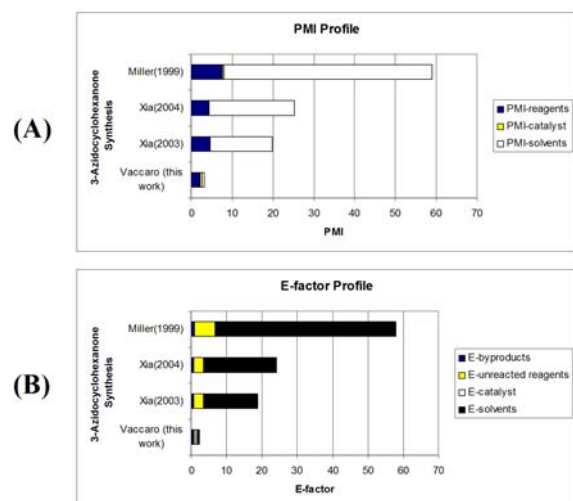 (A)
PMI Profile
3-Azidocyclohexanone
Synthesis
Miller(1999)
Xia(2004)
Xia(2003)
Vaccaro (this
work)
0 10 20 30 40 50 60 70
PMI
PMI-reagents
PMI-catalyst
PMI-solvents
(B)
E-factor Profile
3-Azidocyclohexanone
Synthesis
Miller(1999)
Xia(2004)
Xia(2003)
Vaccaro (this
work)
0 10 20 30 40 50 60 70
E-factor
E-byproducts
E-unreacted reagents
E-catalyst
E-solvents